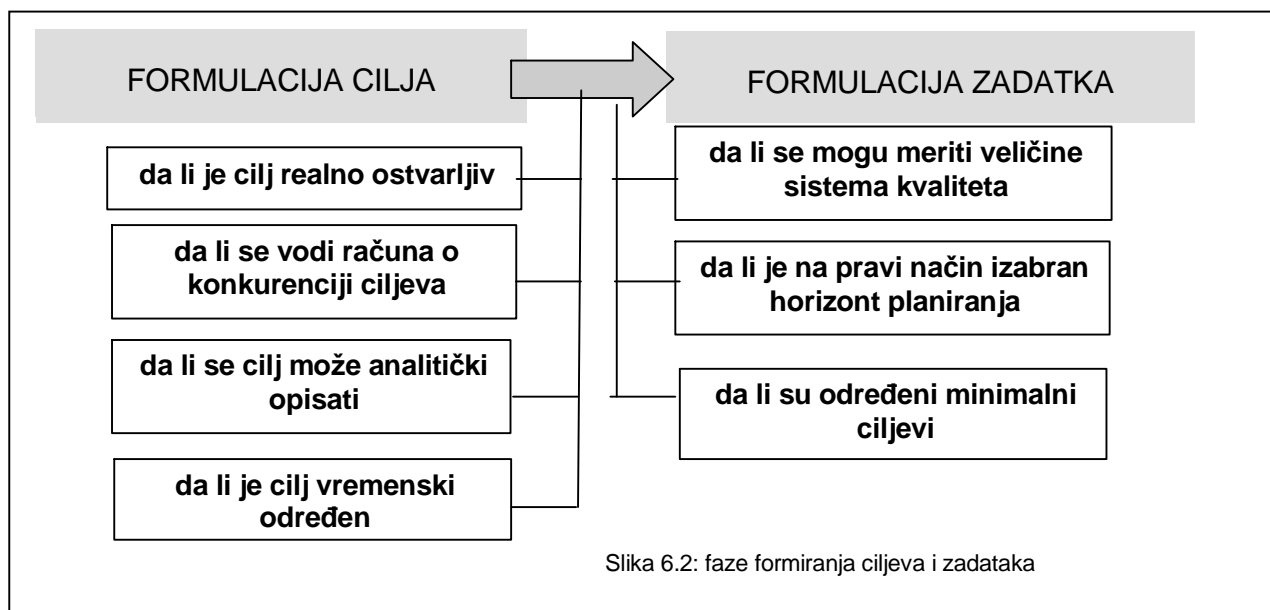 FORMULACIJA CILJA
FORMULACIJA ZADATKA
da li je cilj realno ostvarljiv
da li se vodi računa o
konkurenciji ciljeva
da li se cilj može analitički
opisati
da li je cilj vremenski
određen
da li se mogu meriti veličine
sistema kvaliteta
da li je na pravi način izabran
horizont planiranja
da li su određeni minimalni
ciljevi
Slika 6.2: faze formiranja ciljeva i zadataka